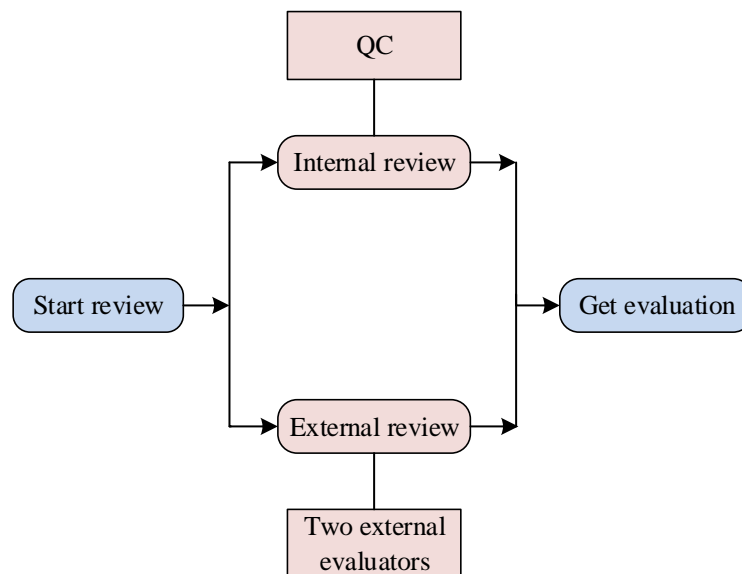 QC
Internal review
Start review
Get evaluation
External review
Two external
evaluators